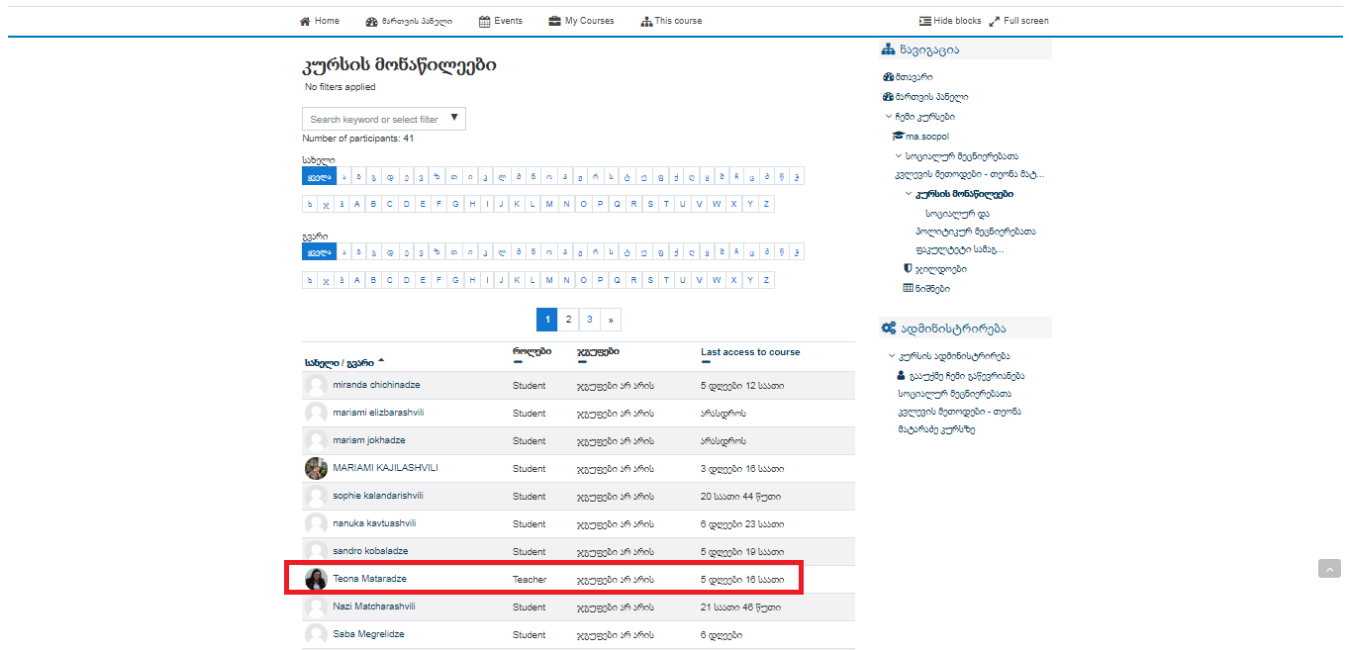 Home მართვის პანელი Events My Courses This course Hide blocks Full screen
კურსის მონაწილეები
No filters applied
Search keyword or select filter ▼
Number of participants: 41
სახელი
ყველა ა ბ გ დ ე ვ ზ თ ი კ ლ მ ნ ო პ ჟ რ ს ტ უ ფ ქ ღ ყ შ ჩ ც ძ წ ჭ
ხ ჯ ჰ A B C D E F G H I J K L M N O P Q R S T U V W X Y Z
გვარი
ყველა ა ბ გ დ ე ვ ზ თ ი კ ლ მ ნ ო პ ჟ რ ს ტ უ ფ ქ ღ ყ შ ჩ ც ძ წ ჭ
ხ ჯ ჰ A B C D E F G H I J K L M N O P Q R S T U V W X Y Z
1 2 3 »
სახელი / გვარი როლები ჯგუფები Last access to course
miranda chichinadze Student ჯგუფები არ არის 5 დღეები 12 საათი
mariami elizbarashvili Student ჯგუფები არ არის არასდროს
mariam jokhadze Student ჯგუფები არ არის არასდროს
MARIAMI KAJILASHVILI Student ჯგუფები არ არის 3 დღეები 16 საათი
sophie kalandarishvili Student ჯგუფები არ არის 20 საათი 44 წუთი
nanuka kavtuashvili Student ჯგუფები არ არის 6 დღეები 23 საათი
sandro kobaladze Student ჯგუფები არ არის 5 დღეები 19 საათი
Teona Mataradze Teacher ჯგუფები არ არის 5 დღეები 16 საათი
Nazi Matcharashvili Student ჯგუფები არ არის 21 საათი 46 წუთი
Saba Megrelidze Student ჯგუფები არ არის 6 დღეები
ნავიგაცია
მთავარი
მართვის პანელი
ჩემი კურსები
ma.socpol
სოციალურ მეცნიერებათა
კვლევის მეთოდები - თეონა მატ...
კურსის მონაწილეები
სოციალურ და
პოლიტიკურ მეცნიერებათა
ფაკულტეტი სამაგ...
ჯილდოები
ნიშნები
ადმინისტრირება
კურსის ადმინისტრირება
გააუქმე ჩემი გაწევრიანება
სოციალურ მეცნიერებათა
კვლევის მეთოდები - თეონა
მატარაძე კურსზე